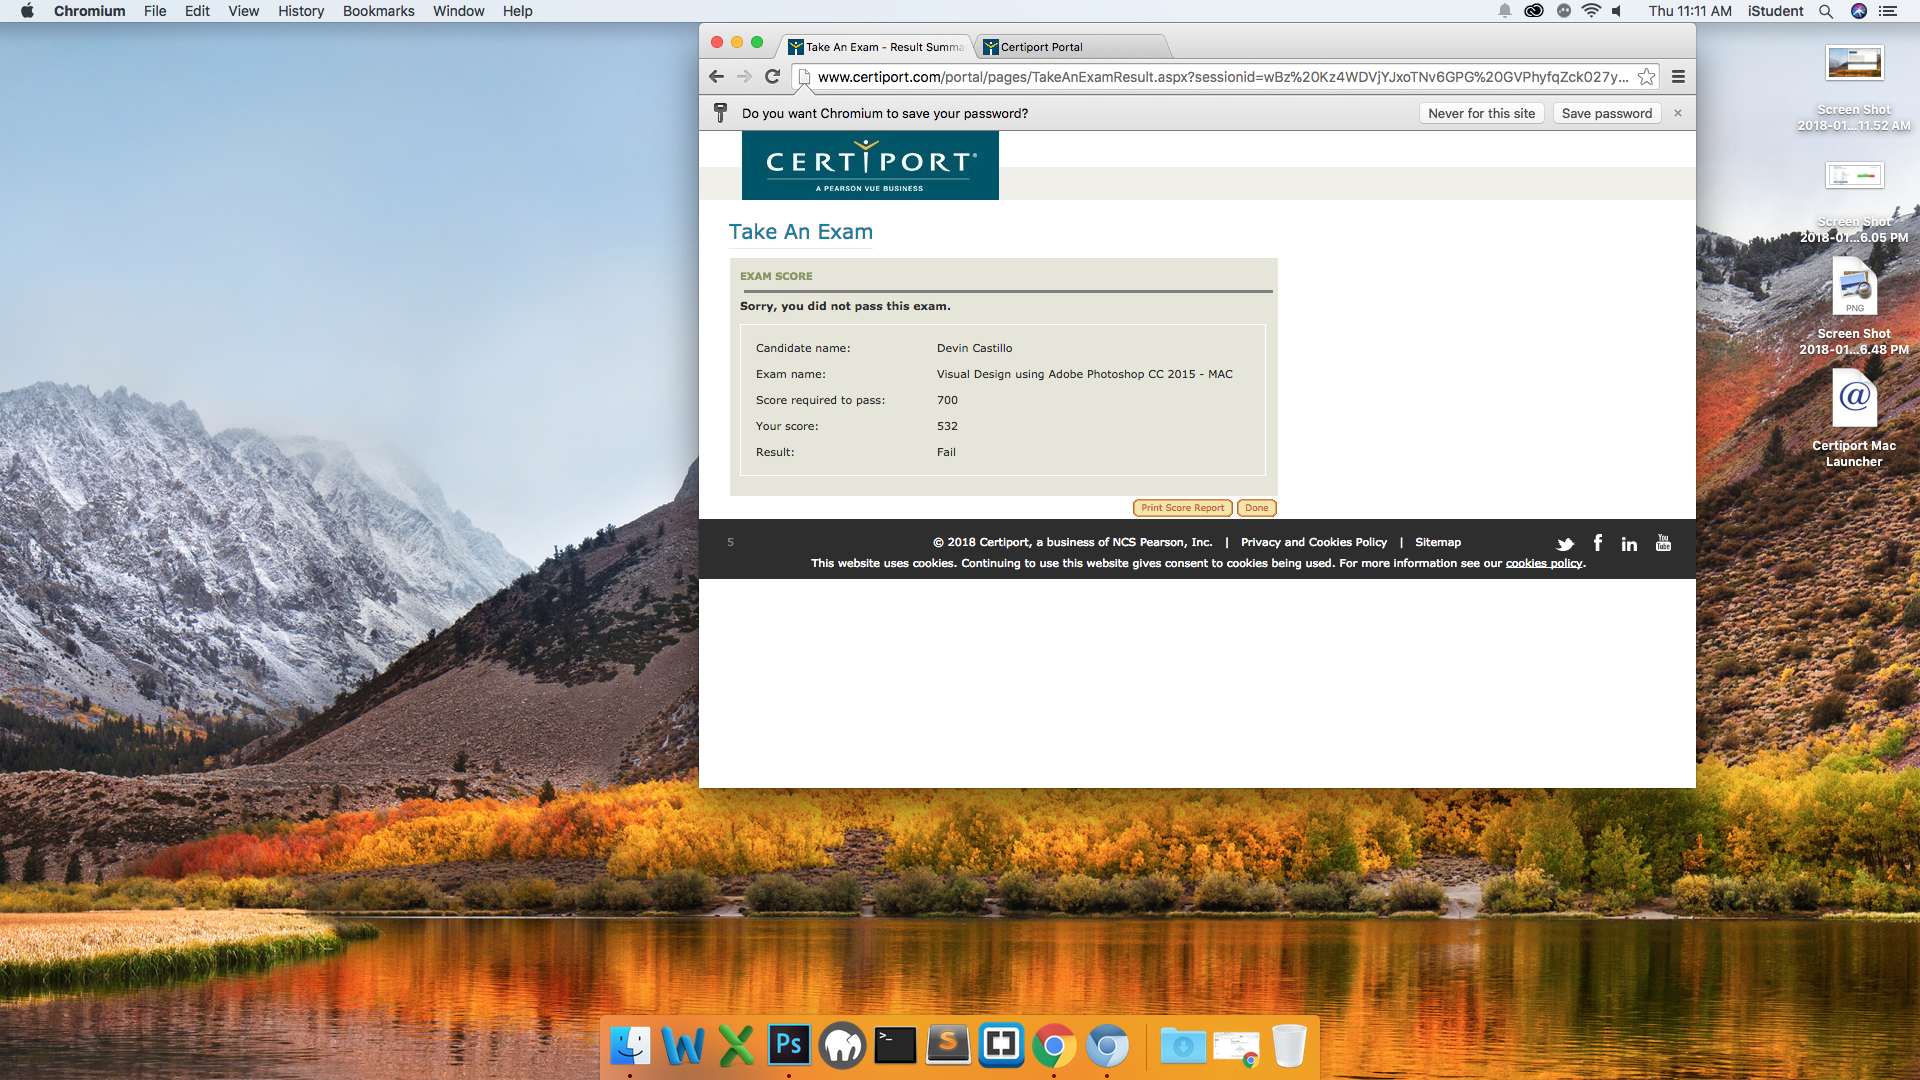 Chromium File Edit View History Bookmarks Window Help Thu 11:11 AM iStudent
Take An Exam - Result Summa Certiport Portal
www.certiport.com/portal/pages/TakeAnExamResult.aspx?sessionid=wBz%20Kz4WDVjYJxoTNv6GPG%20GVPhyfqZck027y...
Do you want Chromium to save your password? Never for this site Save password ×
CERTIPORT®
A PEARSON VUE BUSINESS
Take An Exam
EXAM SCORE
Sorry, you did not pass this exam.
Candidate name: Devin Castillo
Exam name: Visual Design using Adobe Photoshop CC 2015 - MAC
Score required to pass: 700
Your score: 532
Result: Fail
Print Score Report Done
5 © 2018 Certiport, a business of NCS Pearson, Inc. | Privacy and Cookies Policy | Sitemap
f in You Tube
This website uses cookies. Continuing to use this website gives consent to cookies being used. For more information see our cookies policy.
Screen Shot
2018-01...11.52 AM
Screen Shot
2018-01...6.05 PM
PNG
Screen Shot
2018-01...6.48 PM
@
Certiport Mac
Launcher
W X Ps >_ S